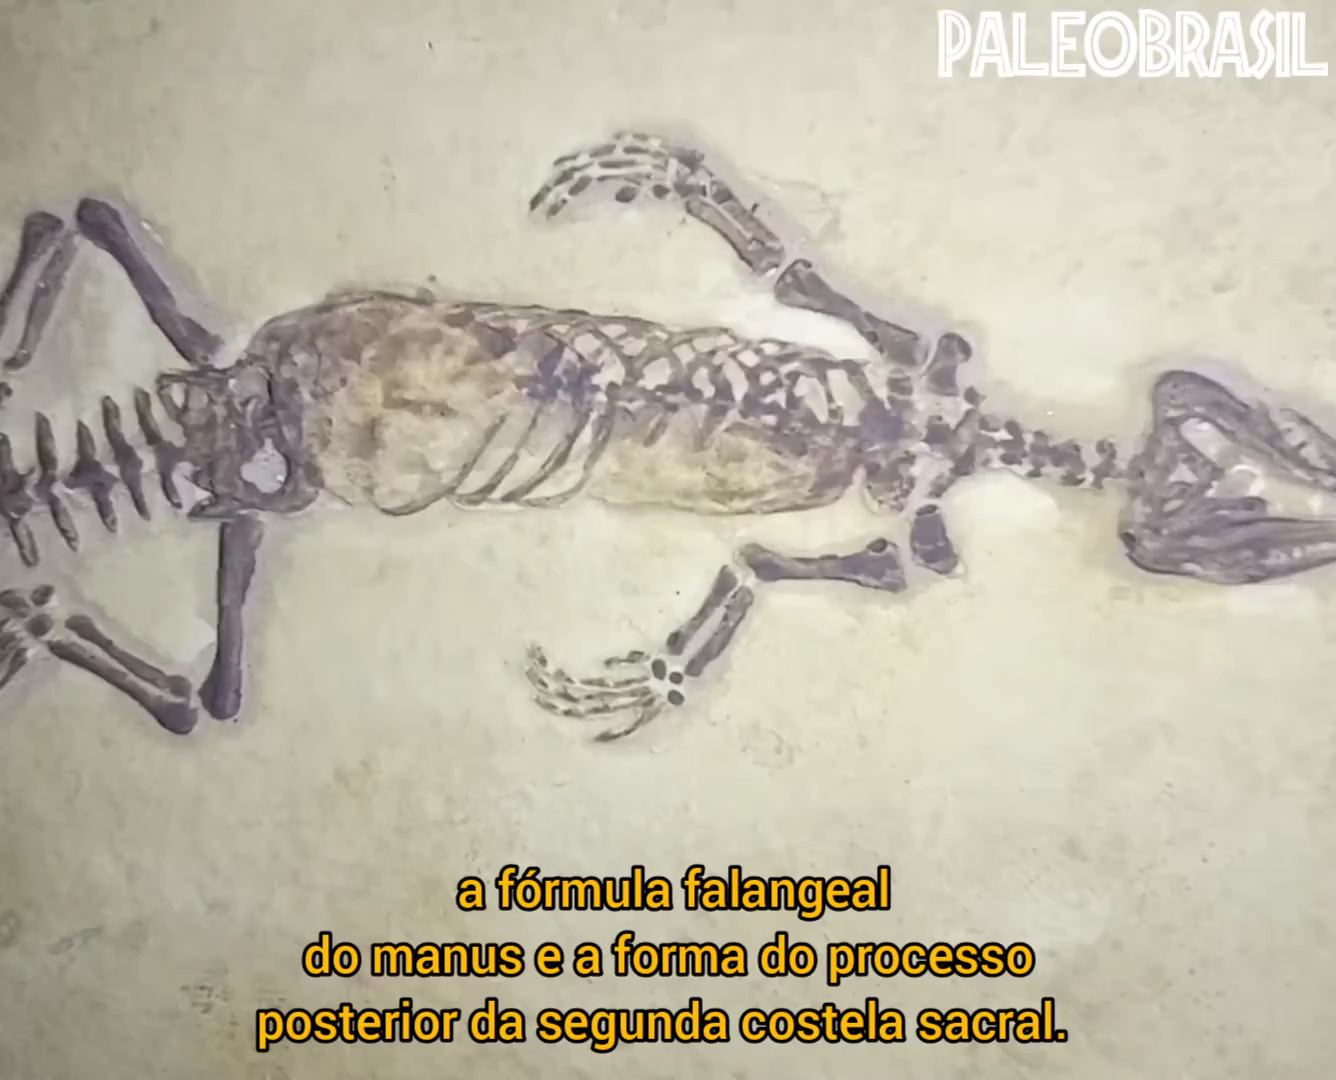 PALEOBRASIL
a fórmula falangeal
do manus e a forma do processo
posterior da segunda costela sacral.